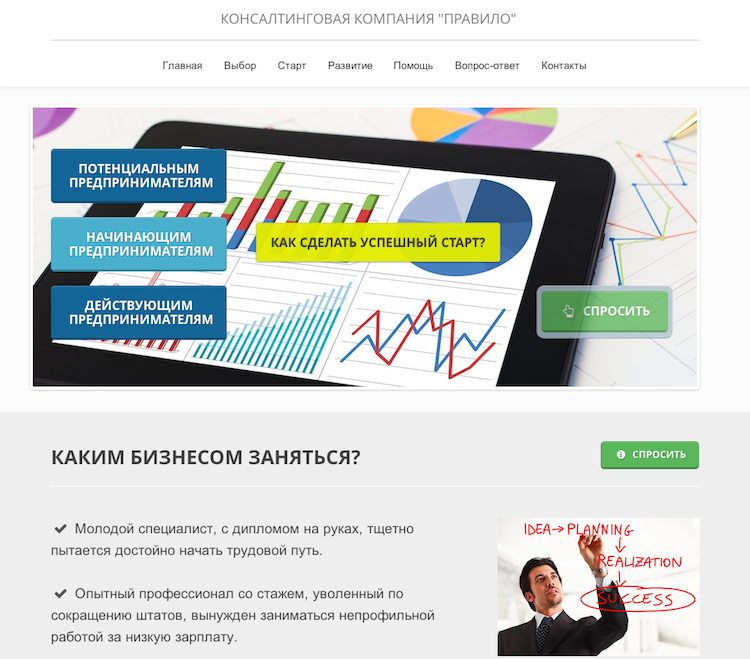 КОНСАЛТИНГОВАЯ КОМПАНИЯ "ПРАВИЛО"
Главная Выбор Старт Развитие Помощь Вопрос-ответ Контакты
ПОТЕНЦИАЛЬНЫМ
ПРЕДПРИНИМАТЕЛЯМ
НАЧИНАЮЩИМ
ПРЕДПРИНИМАТЕЛЯМ
КАК СДЕЛАТЬ УСПЕШНЫЙ СТАРТ?
ДЕЙСТВУЮЩИМ
ПРЕДПРИНИМАТЕЛЯМ
СПРОСИТЬ
КАКИМ БИЗНЕСОМ ЗАНЯТЬСЯ?
СПРОСИТЬ
Молодой специалист, с дипломом на руках, тщетно
пытается достойно начать трудовой путь.
Опытный профессионал со стажем, уволенный по
сокращению штатов, вынужден заниматься непрофильной
работой за низкую зарплату.
IDEA→PLANNING
REALIZATION
SUCCESS